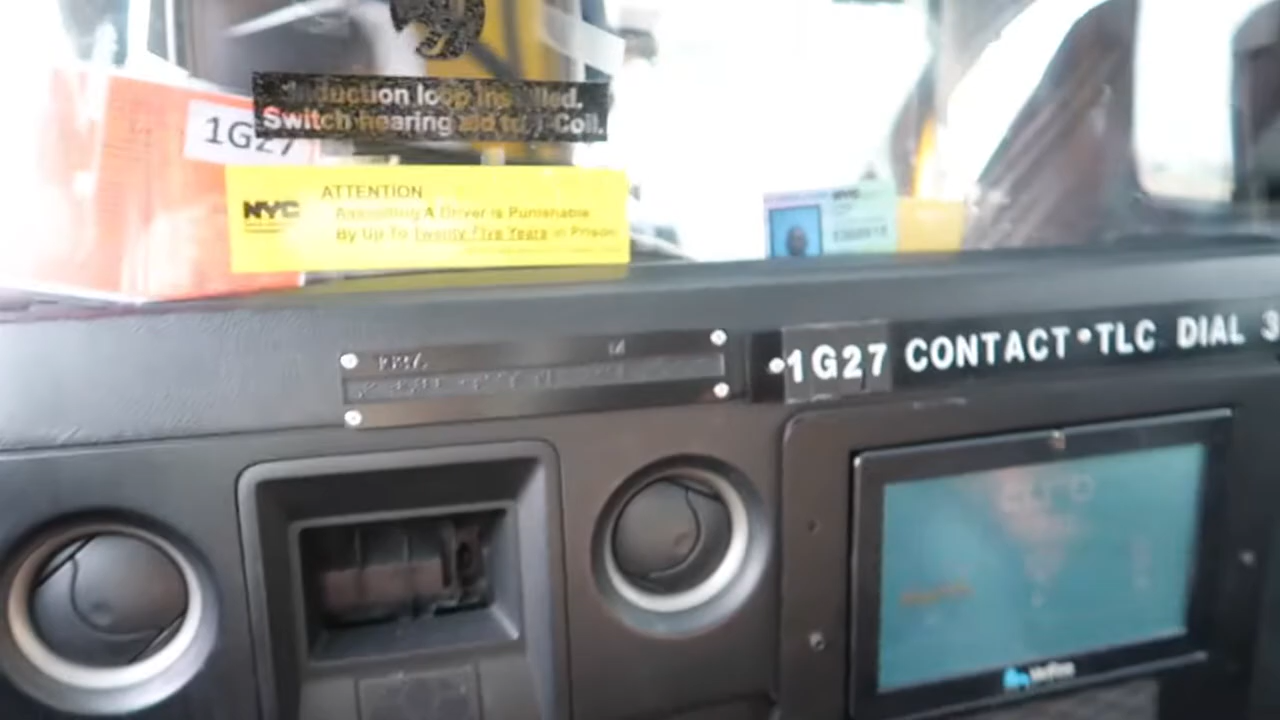 Induction loop installed.
Switch hearing aid to T-Coil.
1G27
NYC
ATTENTION
Assaulting A Driver is Punishable
By Up To Twenty Five Years in Prison
NYC
1G27 CONTACT•TLC DIAL 3